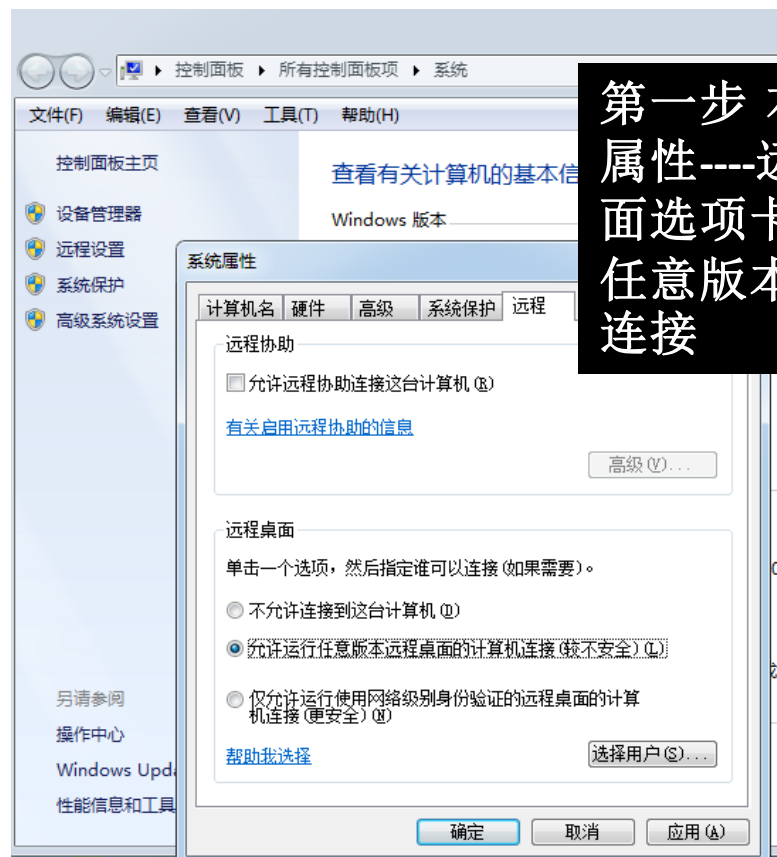 控制面板 ▸ 所有控制面板项 ▸ 系统
文件(F) 编辑(E) 查看(V) 工具(T) 帮助(H)
控制面板主页
设备管理器
远程设置
系统保护
高级系统设置
查看有关计算机的基本信
Windows 版本
第一步
属性----远
面选项卡
任意版本
连接
系统属性
计算机名 硬件 高级 系统保护 远程
远程协助
允许远程协助连接这台计算机(R)
有关启用远程协助的信息
高级(V)...
远程桌面
单击一个选项，然后指定谁可以连接(如果需要)。
不允许连接到这台计算机(D)
允许运行任意版本远程桌面的计算机连接(较不安全)(L)
仅允许运行使用网络级别身份验证的远程桌面的计算
机连接(更安全)(N)
帮助我选择
选择用户(S)...
确定 取消 应用(A)
另请参阅
操作中心
Windows Upda
性能信息和工具